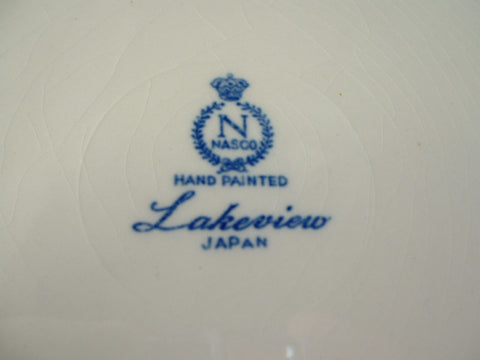 N
NASCO
HAND PAINTED
Lakeview
JAPAN